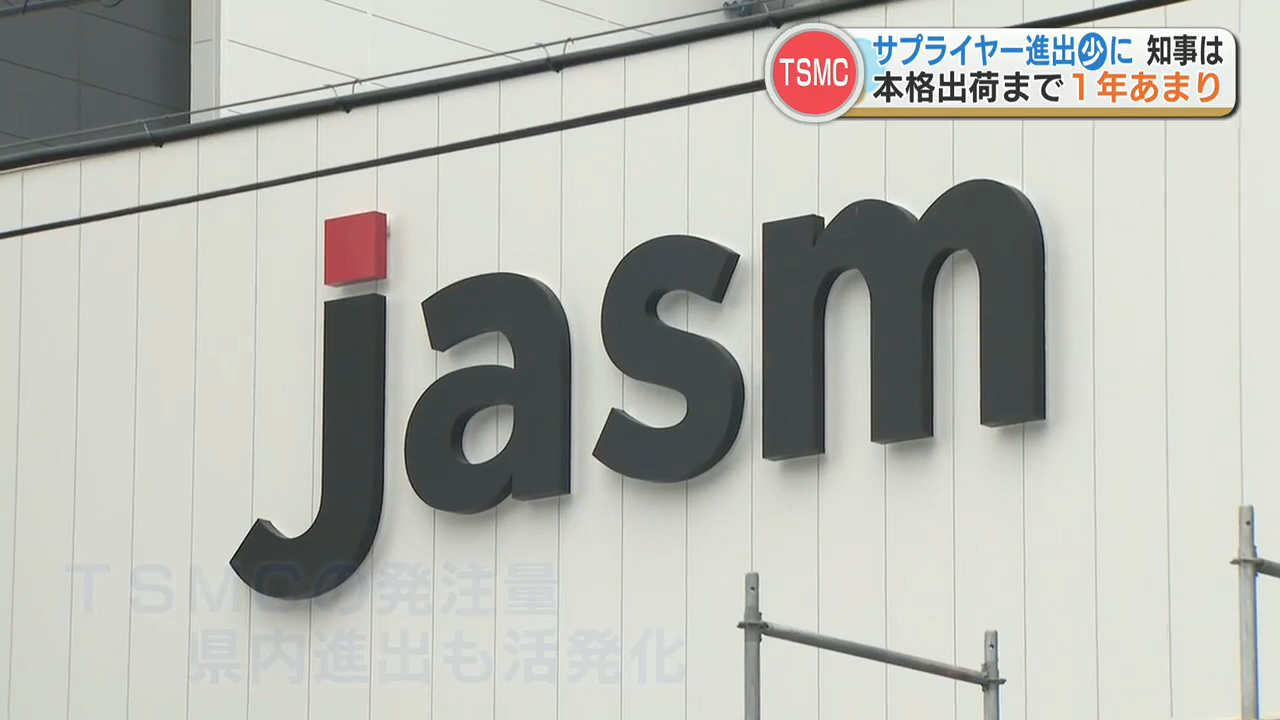 TSMC
サプライヤー進出㊛に 知事は
本格出荷まで1年あまり
jasm
TSMCの発注量
県内進出も活発化